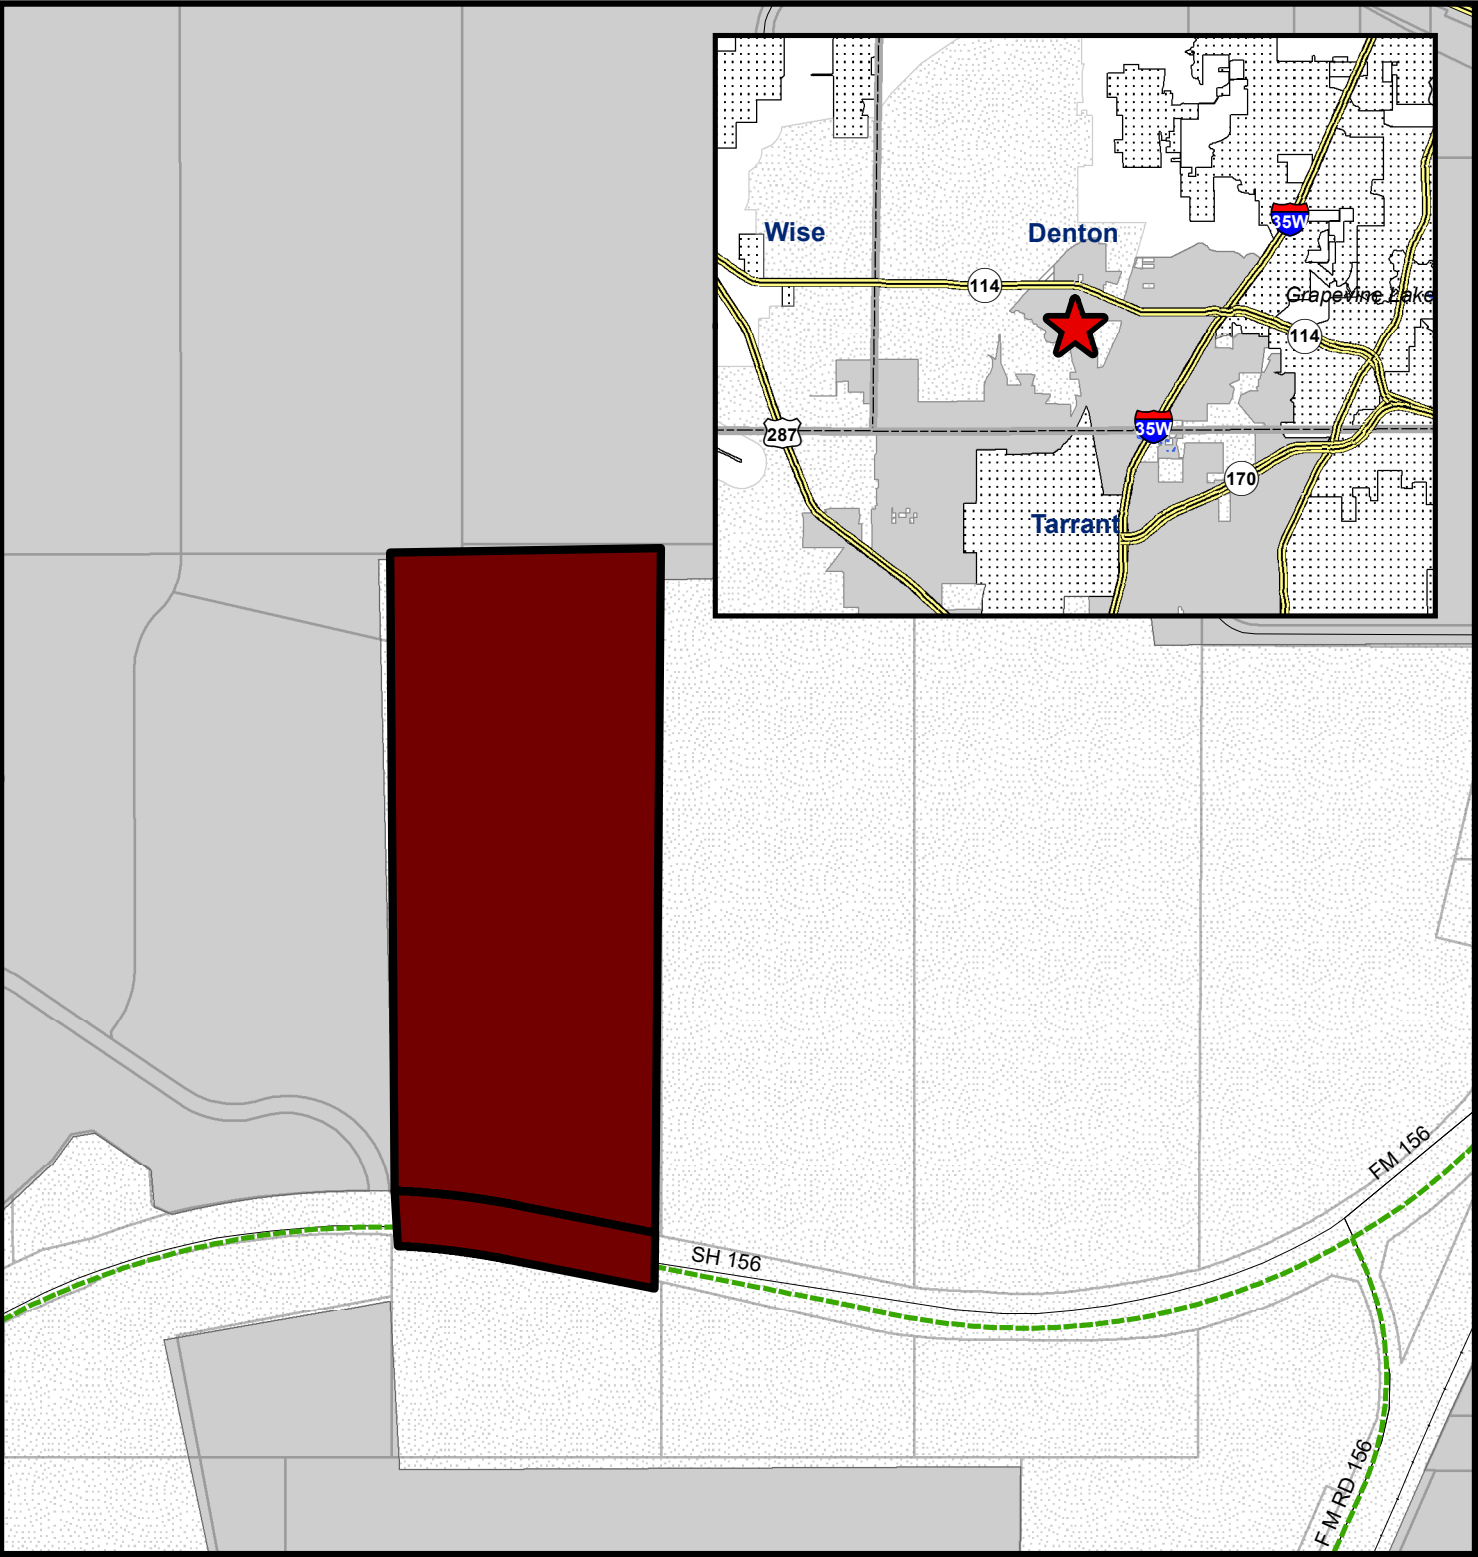 Wise
Denton
35W
114
Grapevine Lake
114
287
35W
170
Tarrant
FM 156
SH 156
F M RD 156